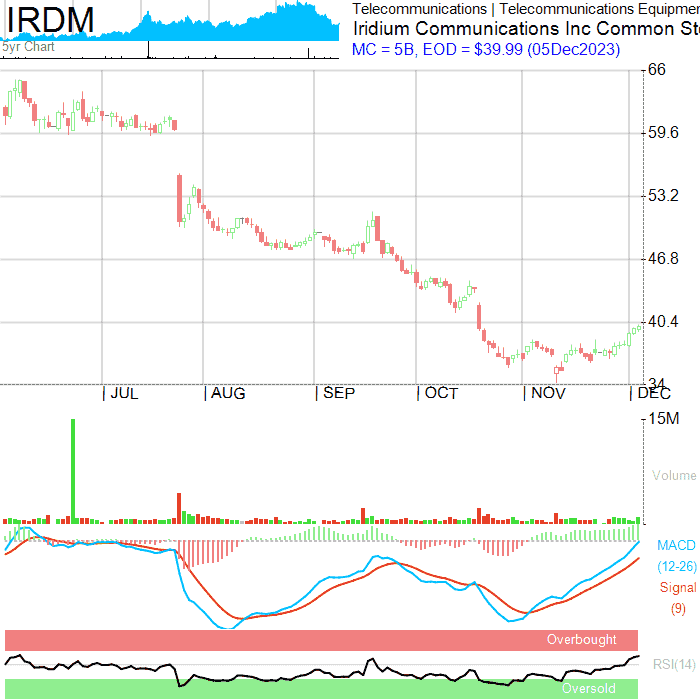 IRDM
5yr Chart
Telecommunications | Telecommunications Equipmen
Iridium Communications Inc Common St
MC = 5B, EOD = $39.99 (05Dec2023)
66
59.6
53.2
46.8
40.4
34
JUL AUG SEP OCT NOV DEC
15M
Volume
MACD
(12-26)
Signal
(9)
Overbought
RSI(14)
Oversold